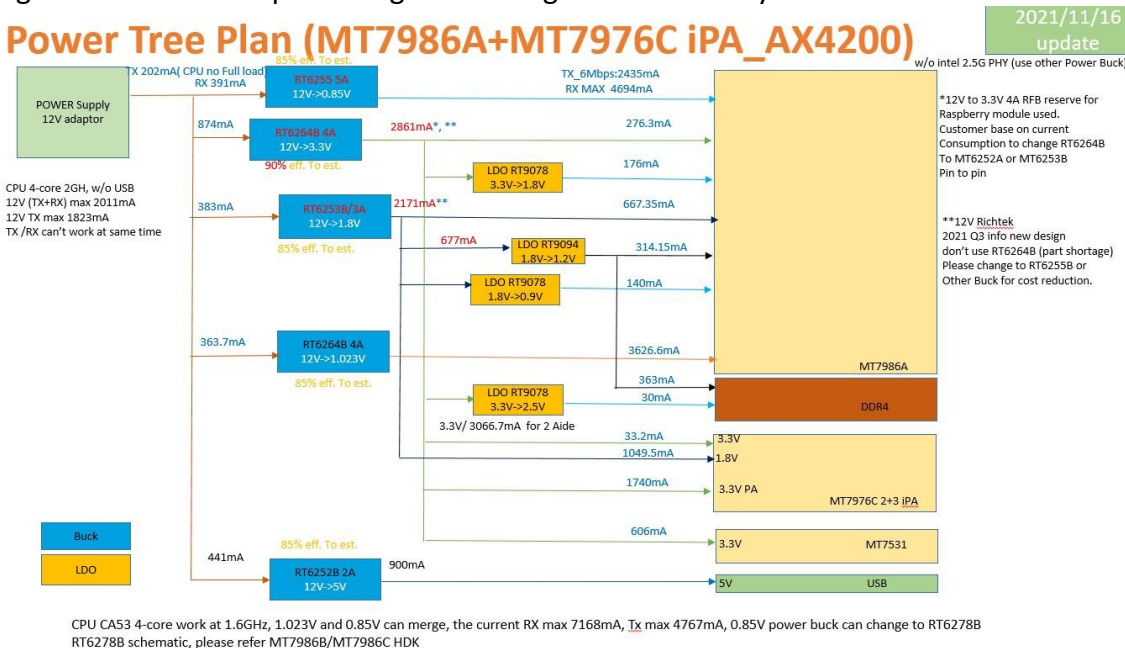 Power Tree Plan (MT7986A+MT7976C iPA_AX4200)
2021/11/16
update
w/o intel 2.5G PHY (use other Power Buck)
POWER Supply
12V adaptor
TX 202mA( CPU no Full load)
RX 391mA
85% eff. To est.
RT6255 5A
12V->0.85V
TX_6Mbps:2435mA
RX MAX 4694mA
*12V to 3.3V 4A RFB reserve for
Raspberry module used.
Customer base on current
Consumption to change RT6264B
To MT6252A or MT6253B
Pin to pin
874mA
RT6264B 4A
12V->3.3V
90% eff. To est.
2861mA*, **
276.3mA
LDO RT9078
3.3V->1.8V
176mA
CPU 4-core 2GH, w/o USB
12V (TX+RX) max 2011mA
12V TX max 1823mA
TX /RX can't work at same time
383mA
RT6253B/3A
12V->1.8V
85% eff. To est.
2171mA**
667.35mA
**12V Richtek
2021 Q3 info new design
don't use RT6264B (part shortage)
Please change to RT6255B or
Other Buck for cost reduction.
677mA
LDO RT9094
1.8V->1.2V
314.15mA
LDO RT9078
1.8V->0.9V
140mA
363.7mA
RT6264B 4A
12V->1.023V
85% eff. To est.
3626.6mA
MT7986A
363mA
LDO RT9078
3.3V->2.5V
30mA
DDR4
3.3V/ 3066.7mA for 2 Aide
33.2mA
3.3V
1049.5mA
1.8V
1740mA
3.3V PA
MT7976C 2+3 iPA
Buck
LDO
606mA
3.3V
MT7531
441mA
85% eff. To est.
RT6252B 2A
12V->5V
900mA
5V
USB
CPU CA53 4-core work at 1.6GHz, 1.023V and 0.85V can merge, the current RX max 7168mA, Tx max 4767mA, 0.85V power buck can change to RT6278B
RT6278B schematic, please refer MT7986B/MT7986C HDK